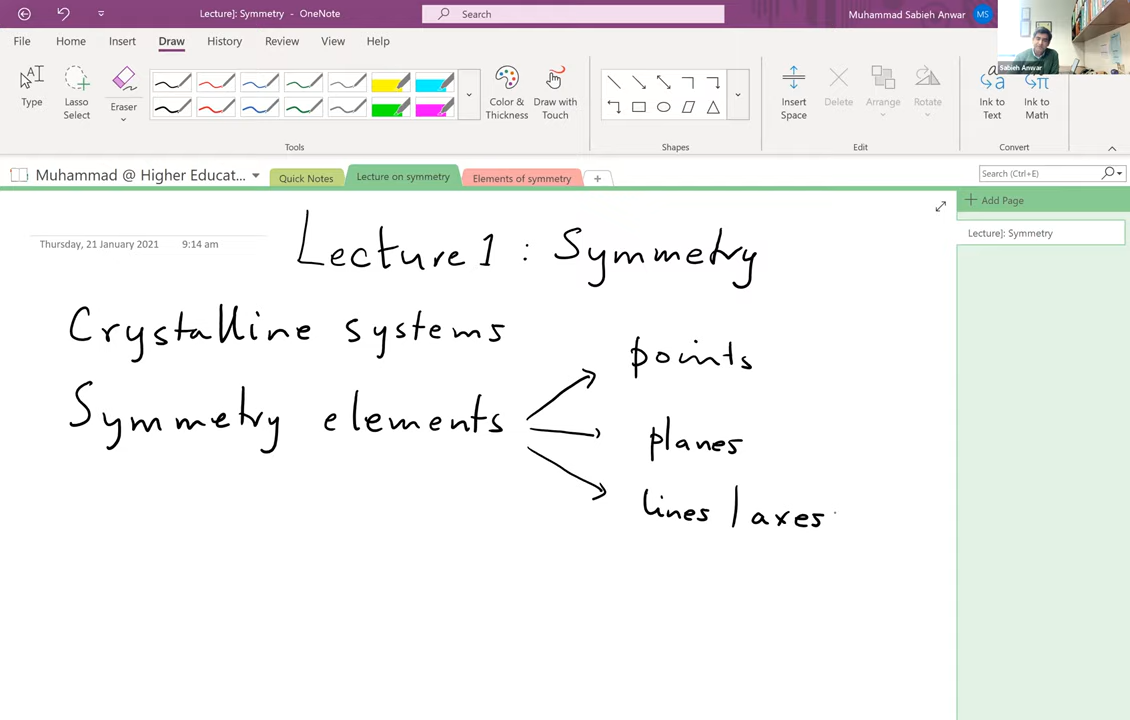 Lecture]: Symmetry - OneNote
Search
Muhammad Sabieh Anwar
MS
Sabieh Anwar
File Home Insert Draw History Review View Help
Type
Lasso Select
Eraser
Color & Thickness
Draw with Touch
Insert Space
Delete
Arrange
Rotate
Ink to Text
Ink to Math
Tools
Shapes
Edit
Convert
Muhammad @ Higher Educat...
Quick Notes
Lecture on symmetry
Elements of symmetry
Search (Ctrl+E)
Add Page
Lecture]: Symmetry
Thursday, 21 January 2021 9:14 am
Lecture 1 : Symmetry
Crystalline systems
Symmetry elements
points
planes
lines / axes